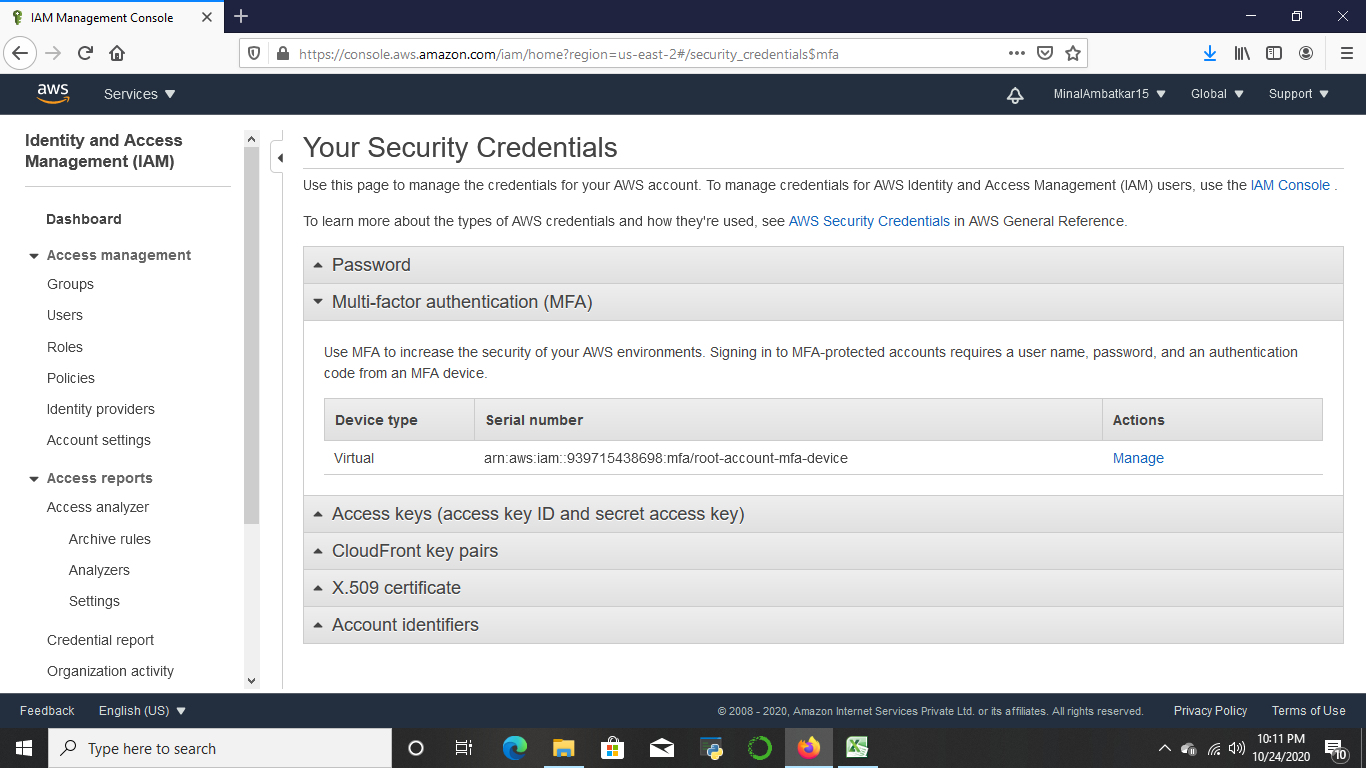 IAM Management Console
https://console.aws.amazon.com/iam/home?region=us-east-2#/security_credentials$mfa
aws
Services
MinalAmbatkar15
Global
Support
Identity and Access
Management (IAM)
Dashboard
Access management
Groups
Users
Roles
Policies
Identity providers
Account settings
Access reports
Access analyzer
Archive rules
Analyzers
Settings
Credential report
Organization activity
Your Security Credentials
Use this page to manage the credentials for your AWS account. To manage credentials for AWS Identity and Access Management (IAM) users, use the IAM Console .
To learn more about the types of AWS credentials and how they're used, see AWS Security Credentials in AWS General Reference.
Password
Multi-factor authentication (MFA)
Use MFA to increase the security of your AWS environments. Signing in to MFA-protected accounts requires a user name, password, and an authentication
code from an MFA device.
Device type Serial number Actions
Virtual arn:aws:iam::939715438698:mfa/root-account-mfa-device Manage
Access keys (access key ID and secret access key)
CloudFront key pairs
X.509 certificate
Account identifiers
Feedback
English (US)
© 2008 - 2020, Amazon Internet Services Private Ltd. or its affiliates. All rights reserved.
Privacy Policy
Terms of Use
Type here to search
10:11 PM
10/24/2020
10